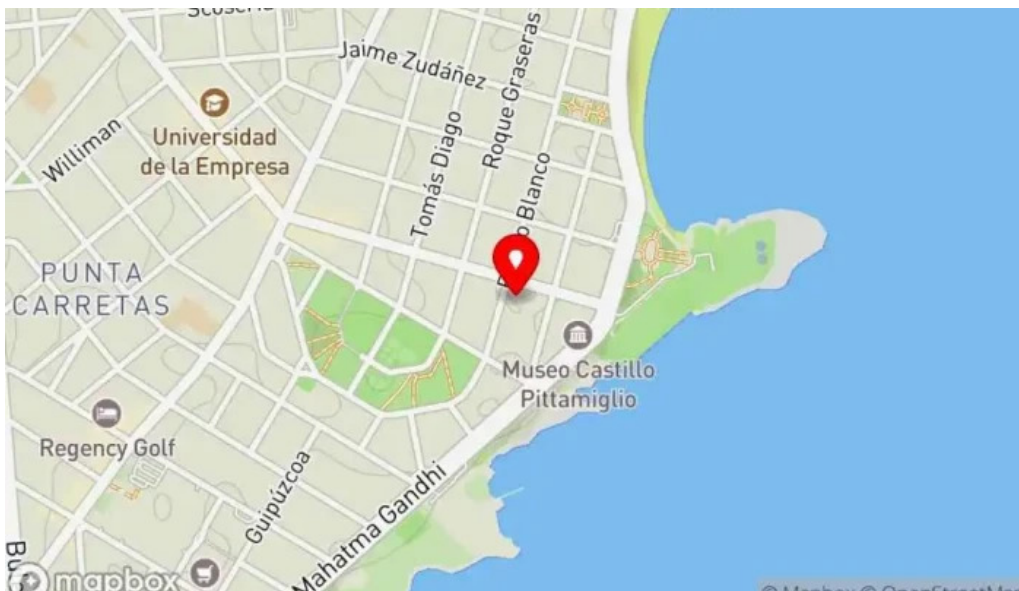 Jaime Zudáñez
Roque Graseras
Universidad
de la Empresa
Williman
Tomás Diago
Blanco
PUNTA
CARRETAS
Museo Castillo
Pittamiglio
Regency Golf
Guipúzcoa
Mahatma Gandhi
mapbox